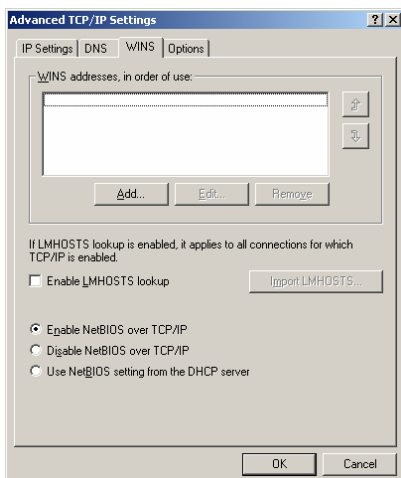 Advanced TCP/IP Settings
IP Settings DNS WINS Options
WINS addresses, in order of use:
Add... Edit... Remove
If LMHOSTS lookup is enabled, it applies to all connections for which
TCP/IP is enabled.
Enable LMHOSTS lookup Import LMHOSTS...
Enable NetBIOS over TCP/IP
Disable NetBIOS over TCP/IP
Use NetBIOS setting from the DHCP server
OK Cancel